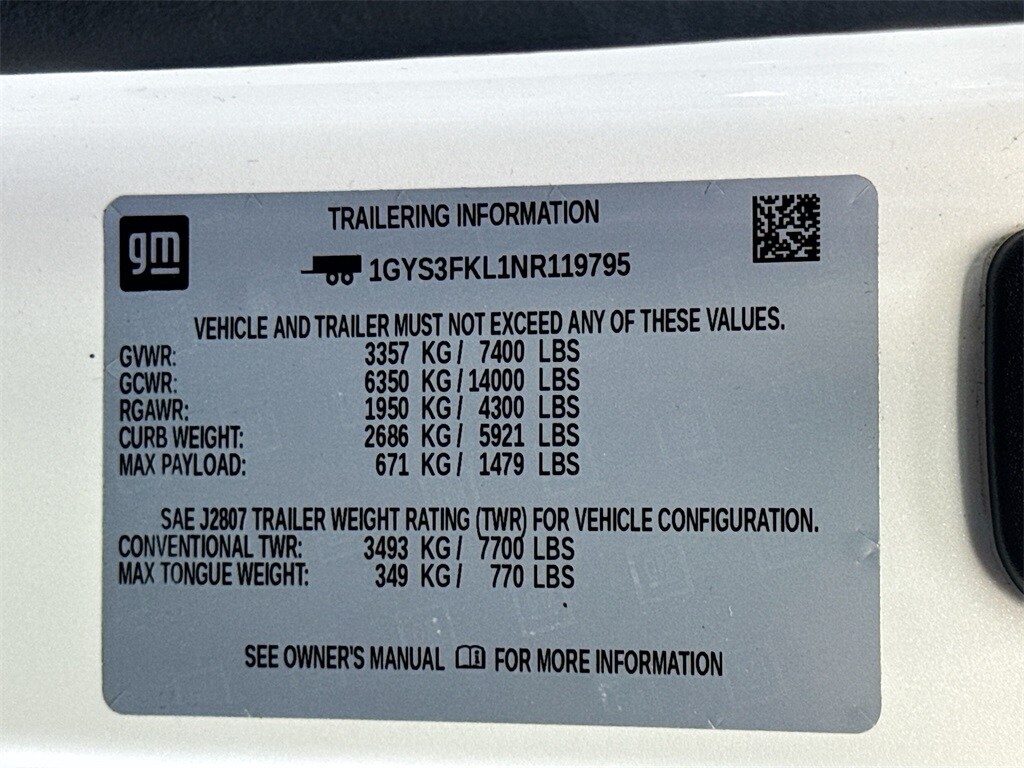 gm
TRAILERING INFORMATION
1GYS3FKL1NR119795
VEHICLE AND TRAILER MUST NOT EXCEED ANY OF THESE VALUES.
GVWR: 3357 KG / 7400 LBS
GCWR: 6350 KG / 14000 LBS
RGAWR: 1950 KG / 4300 LBS
CURB WEIGHT: 2686 KG / 5921 LBS
MAX PAYLOAD: 671 KG / 1479 LBS
SAE J2807 TRAILER WEIGHT RATING (TWR) FOR VEHICLE CONFIGURATION.
CONVENTIONAL TWR: 3493 KG / 7700 LBS
MAX TONGUE WEIGHT: 349 KG / 770 LBS
SEE OWNER'S MANUAL FOR MORE INFORMATION